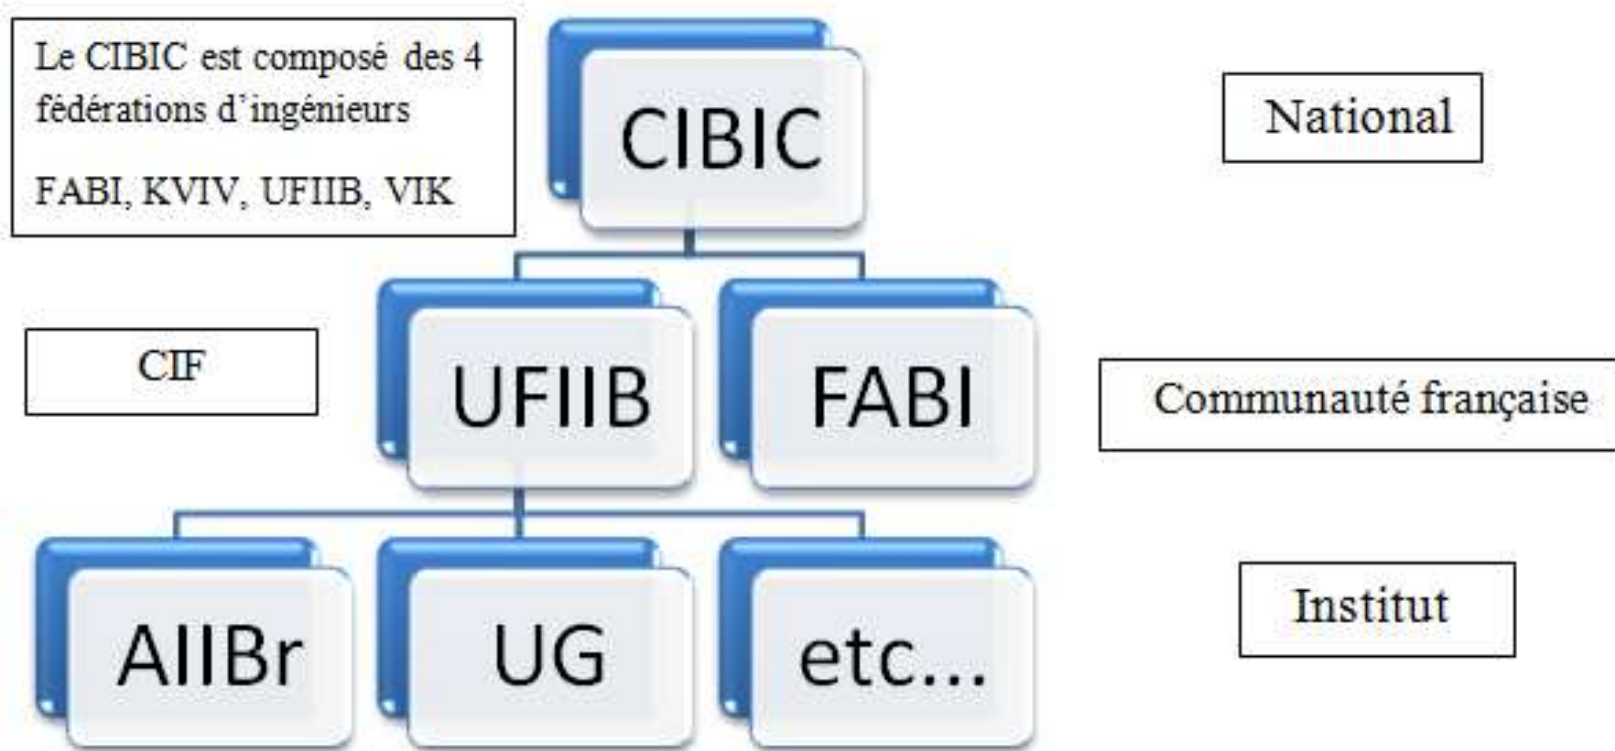 Le CIBIC est composé des 4
fédérations d'ingénieurs
FABI, KVIV, UFIIB, VIK
CIBIC
National
CIF
UFIIB
FABI
Communauté française
AIIBr
UG
etc...
Institut